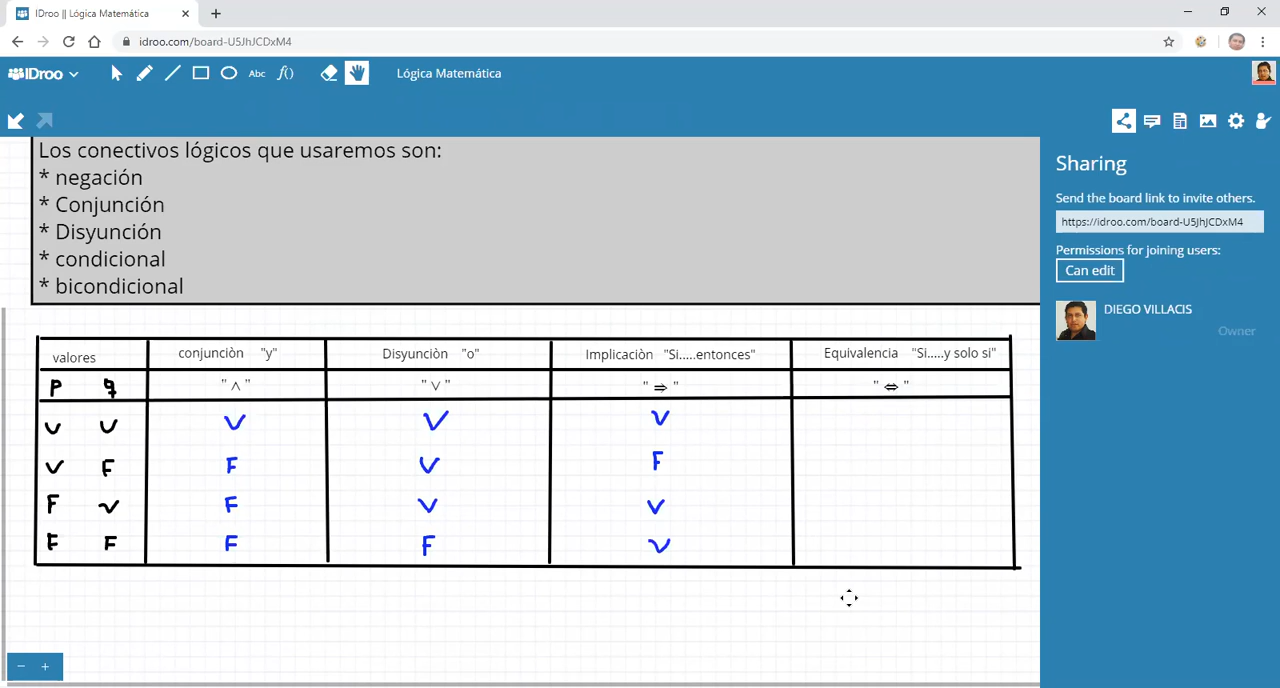 IDroo || Lógica Matemática
idroo.com/board-U5JhJCDxM4
IDroo
Abc
f()
Lógica Matemática
Los conectivos lógicos que usaremos son:
* negación
* Conjunción
* Disyunción
* condicional
* bicondicional
Sharing
Send the board link to invite others.
https://idroo.com/board-U5JhJCDxM4
Permissions for joining users:
Can edit
DIEGO VILLACIS
Owner
valores conjunciòn "y" Disyunciòn "o" Implicaciòn "Si.....entonces" Equivalencia "Si.....y solo si"
p q " ∧ " " ∨ " " ⇒ " " ⇔ "
V V V V V
V F F V F
F V F V V
F F F F V